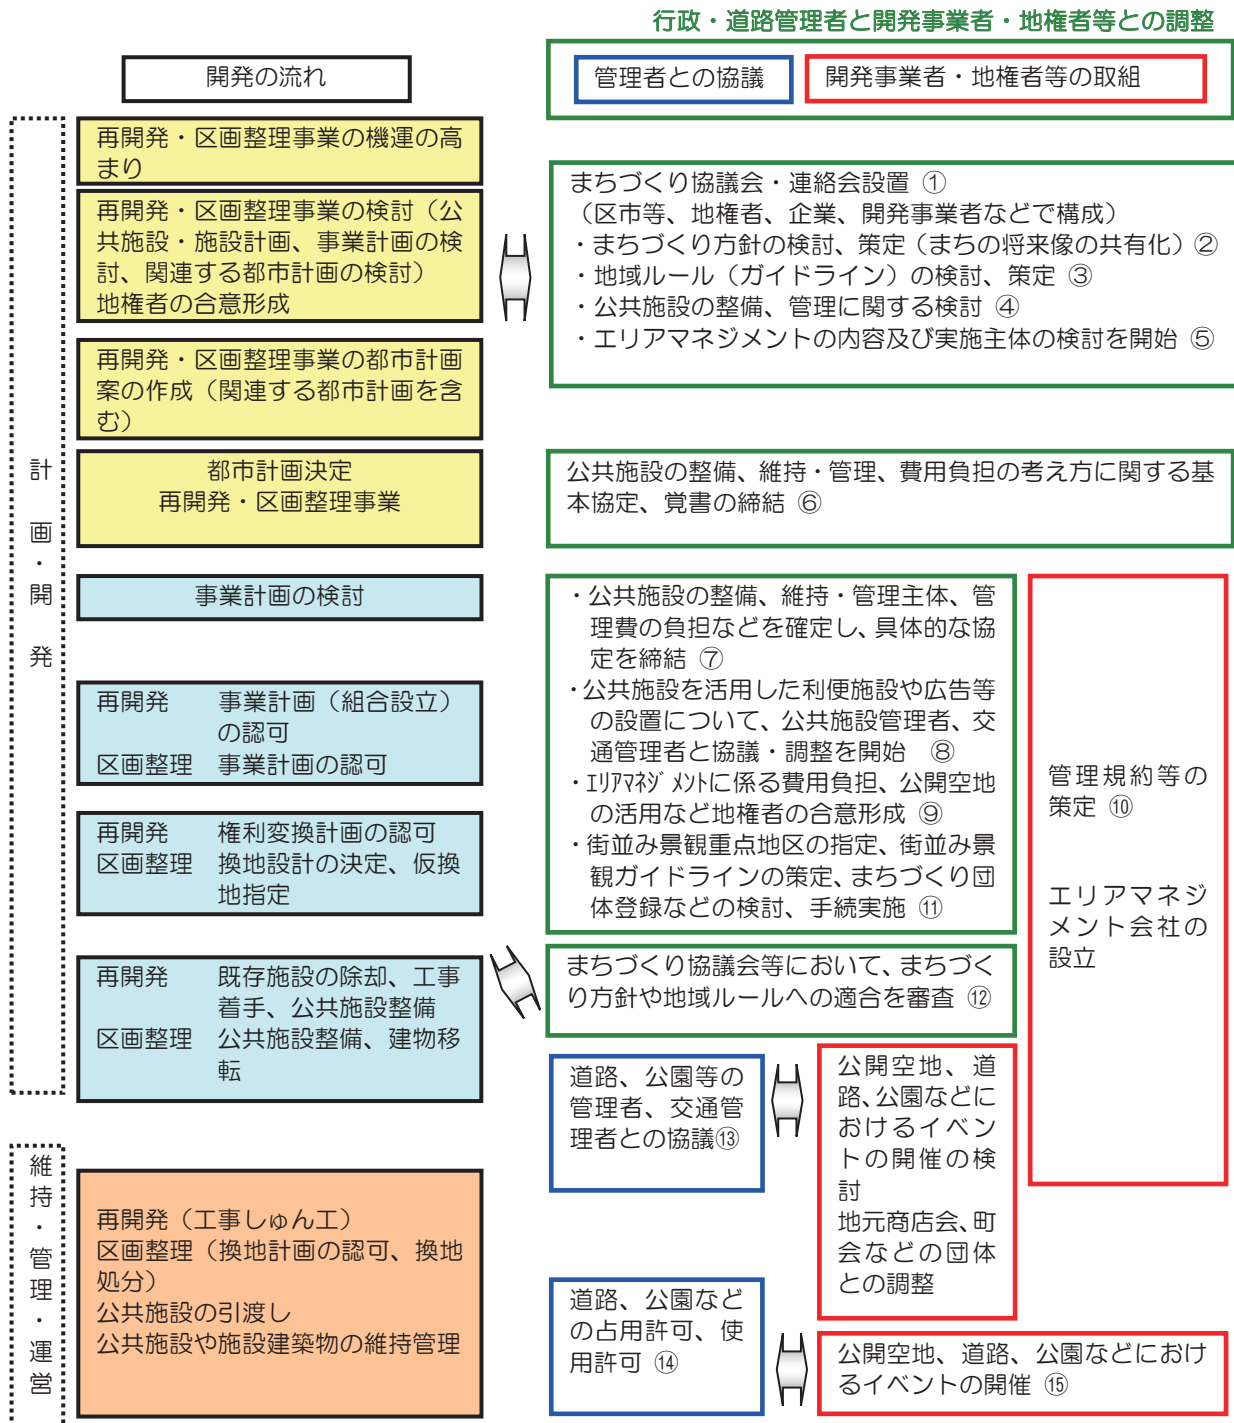 行政・道路管理者と開発事業者・地権者等との調整
開発の流れ
管理者との協議
開発事業者・地権者等の取組
計画・開発
再開発・区画整理事業の機運の高
まり
再開発・区画整理事業の検討（公
共施設・施設計画、事業計画の検
討、関連する都市計画の検討）
地権者の合意形成
再開発・区画整理事業の都市計画
案の作成（関連する都市計画を含
む）
まちづくり協議会・連絡会設置 ①
（区市等、地権者、企業、開発事業者などで構成）
・まちづくり方針の検討、策定（まちの将来像の共有化）②
・地域ルール（ガイドライン）の検討、策定 ③
・公共施設の整備、管理に関する検討 ④
・エリアマネジメントの内容及び実施主体の検討を開始 ⑤
都市計画決定
再開発・区画整理事業
公共施設の整備、維持・管理、費用負担の考え方に関する基
本協定、覚書の締結 ⑥
事業計画の検討
再開発 事業計画（組合設立）
の認可
区画整理 事業計画の認可
再開発 権利変換計画の認可
区画整理 換地設計の決定、仮換
地指定
再開発 既存施設の除却、工事
着手、公共施設整備
区画整理 公共施設整備、建物移
転
・公共施設の整備、維持・管理主体、管
理費の負担などを確定し、具体的な協
定を締結 ⑦
・公共施設を活用した利便施設や広告等
の設置について、公共施設管理者、交
通管理者と協議・調整を開始 ⑧
・ｴﾘｱﾏﾈｼﾞﾒﾝﾄに係る費用負担、公開空地
の活用など地権者の合意形成 ⑨
・街並み景観重点地区の指定、街並み景
観ガイドラインの策定、まちづくり団
体登録などの検討、手続実施 ⑪
管理規約等の
策定 ⑩
エリアマネジ
メント会社の
設立
まちづくり協議会等において、まちづく
り方針や地域ルールへの適合を審査 ⑫
道路、公園等の
管理者、交通管
理者との協議⑬
公開空地、道
路、公園などに
おけるイベン
トの開催の検
討
地元商店会、町
会などの団体
との調整
維持・管理・運営
再開発（工事しゅん工）
区画整理（換地計画の認可、換地
処分）
公共施設の引渡し
公共施設や施設建築物の維持管理
道路、公園など
の占用許可、使
用許可 ⑭
公開空地、道路、公園などにおけ
るイベントの開催 ⑮